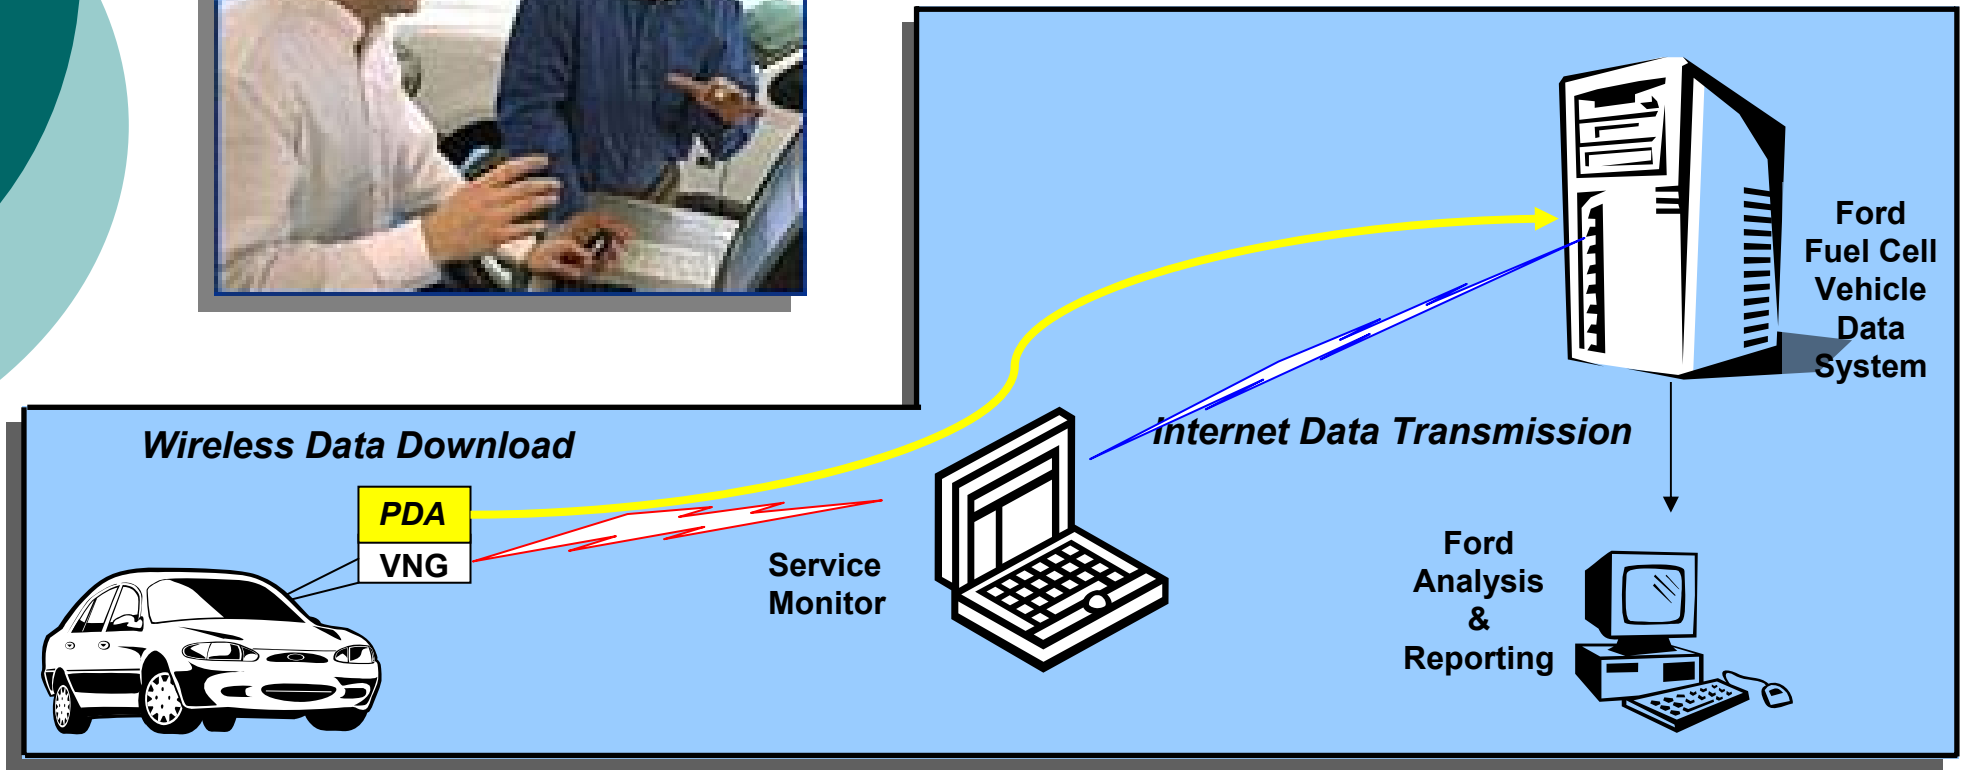 Wireless Data Download
PDA
VNG
Service
Monitor
Internet Data Transmission
Ford
Fuel Cell
Vehicle
Data
System
Ford
Analysis
&
Reporting